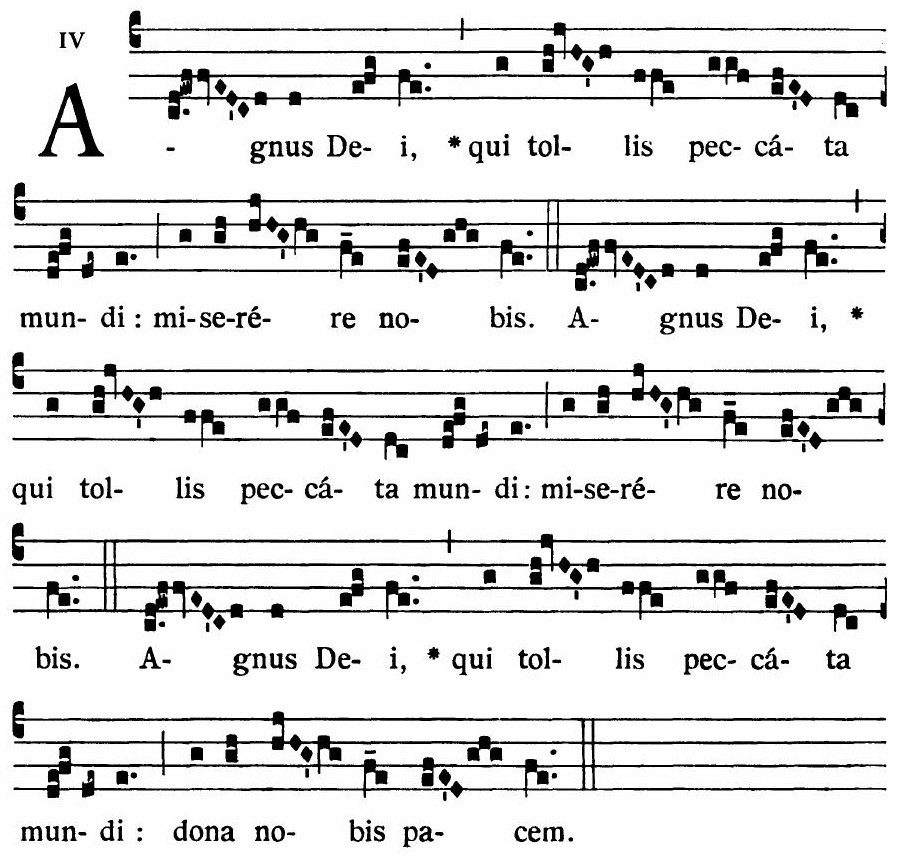 IV
A - gnus De- i, * qui tol- lis pec- cá- ta
mun- di : mi-se-ré- re no- bis. A- gnus De- i, *
qui tol- lis pec- cá- ta mun- di : mi-se-ré- re no-
bis. A- gnus De- i, * qui tol- lis pec- cá- ta
mun- di : dona no- bis pa- cem.